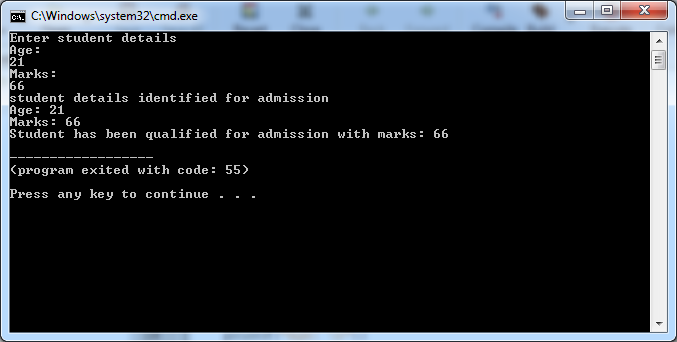 C:\Windows\system32\cmd.exe
Enter student details
Age:
21
Marks:
66
student details identified for admission
Age: 21
Marks: 66
Student has been qualified for admission with marks: 66
------------------
(program exited with code: 55)
Press any key to continue . . .